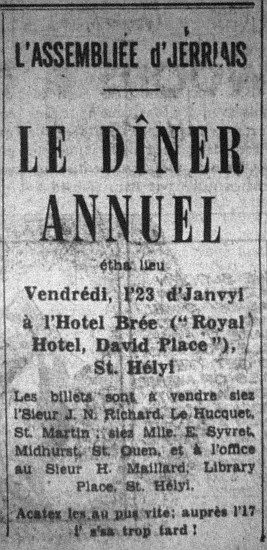 L'ASSEMBLIÉE d'JÈRRIAIS
LE DÎNER
ANNUEL
étha lieu
Vendrédi, l'23 d'Janvyi
à l'Hotel Brée ("Royal
Hotel, David Place"),
St. Hélyi
Les billets sont à vendre siez
l'Sieur J. N. Richard, Le Hucquet,
St. Martin ; siez Mlle. E. Syvret,
Midhurst, St. Ouen, et à l'office
au Sieur H. Maillard, Library
Place, St. Hélyi.
Acatez les au pus vite; auprès l'17
l' s'sa trop tard !